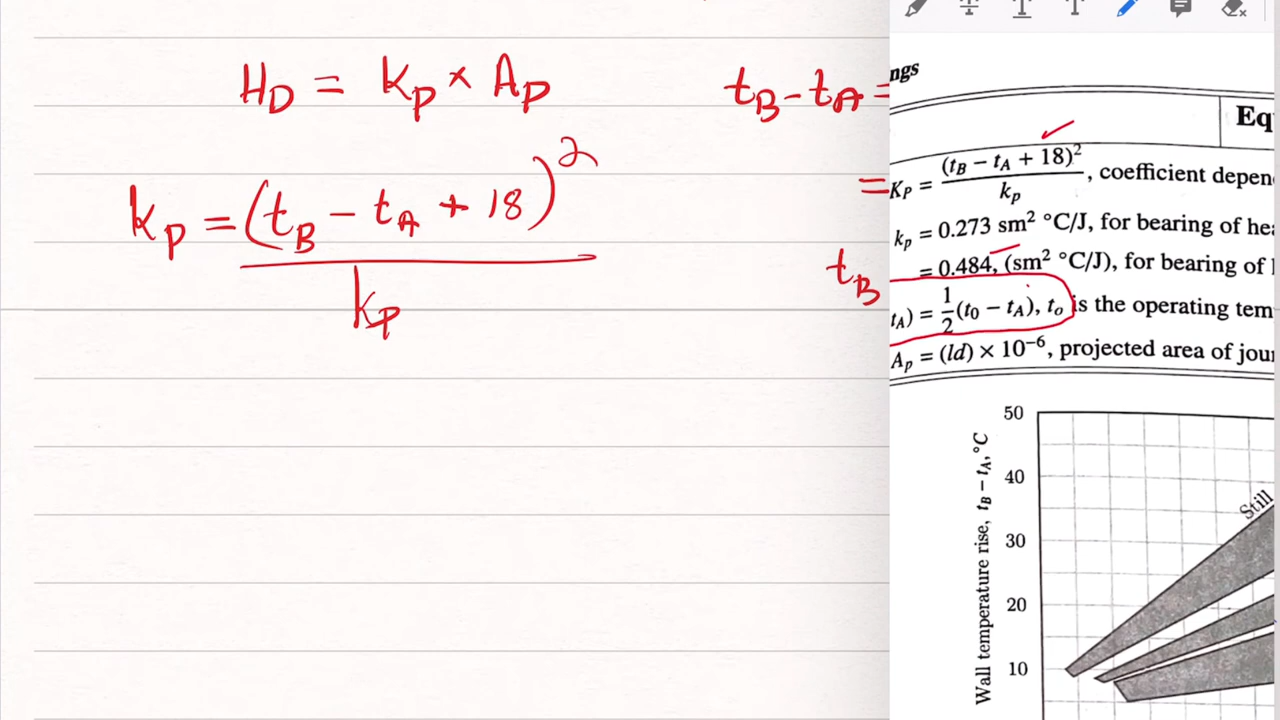 H_D = K_P × A_P
K_P = (t_B − t_A + 18)^2
k_P
t_B − t_A =
=
t_B
ngs
Eq
K_P = (t_B − t_A + 18)^2 / k_p, coefficient depen
k_p = 0.273 sm^2 °C/J, for bearing of hea
= 0.484, (sm^2 °C/J), for bearing of l
t_A) = 1/2 (t_0 − t_A), t_o is the operating tem
A_p = (ld) × 10^−6, projected area of jour
50
40
30
20
10
Wall temperature rise, t_B − t_A, °C
Still